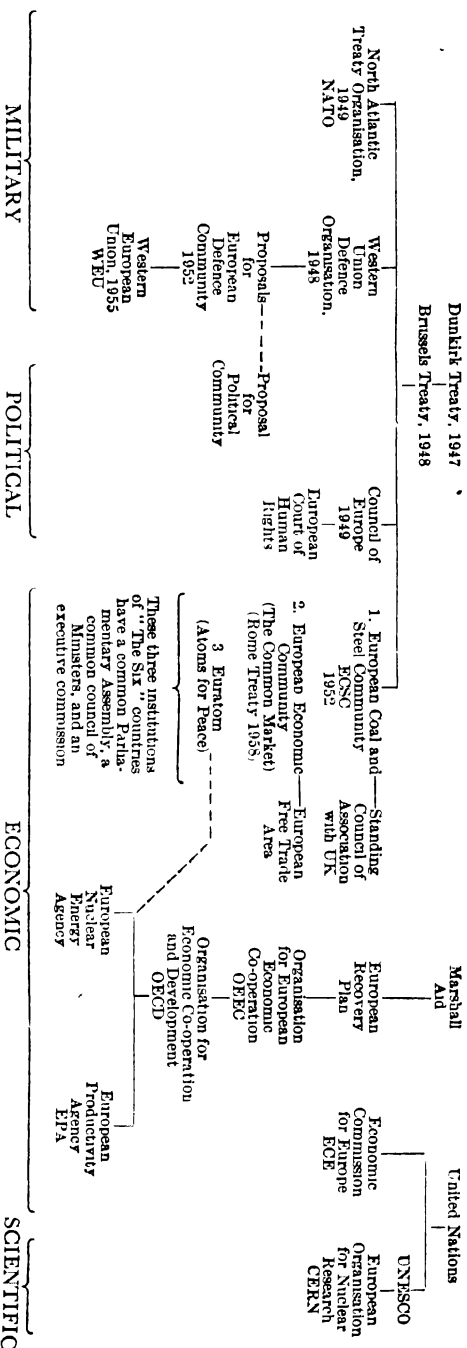 Dunkirk Treaty, 1947
Brussels Treaty, 1948
North Atlantic
Treaty Organisation,
1949
NATO
Western
Union
Defence
Organisation,
1948
Proposals
for
European
Defence
Community
1952
Western
European
Union, 1955
WEU
Proposal
for
Political
Community
Council of
Europe
1949
European
Court of
Human
Rights
1. European Coal and
Steel Community
ECSC
1952
Standing
Council of
Association
with UK
2. European Economic
Community
(The Common Market)
(Rome Treaty 1958)
European
Free Trade
Area
3 Euratom
(Atoms for Peace)
These three institutions
of "The Six" countries
have a common Parlia-
mentary Assembly, a
common council of
Ministers, and an
executive commission
Marshall
Aid
European
Recovery
Plan
Organisation
for European
Economic
Co-operation
OEEC
Organisation for
Economic Co-operation
and Development
OECD
European
Nuclear
Energy
Agency
European
Productivity
Agency
EPA
United Nations
Economic
Commission
for Europe
ECE
UNESCO
European
Organisation
for Nuclear
Research
CERN
MILITARY
POLITICAL
ECONOMIC
SCIENTIFIC